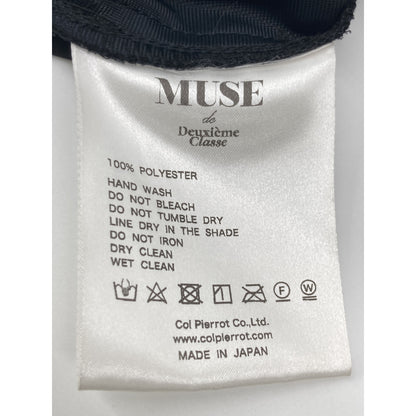 MUSE
de
Deuxième
Classe
100% POLYESTER
HAND WASH
DO NOT BLEACH
DO NOT TUMBLE DRY
LINE DRY IN THE SHADE
DO NOT IRON
DRY CLEAN
WET CLEAN
F W
Col Pierrot Co.,Ltd.
www.colpierrot.com
MADE IN JAPAN